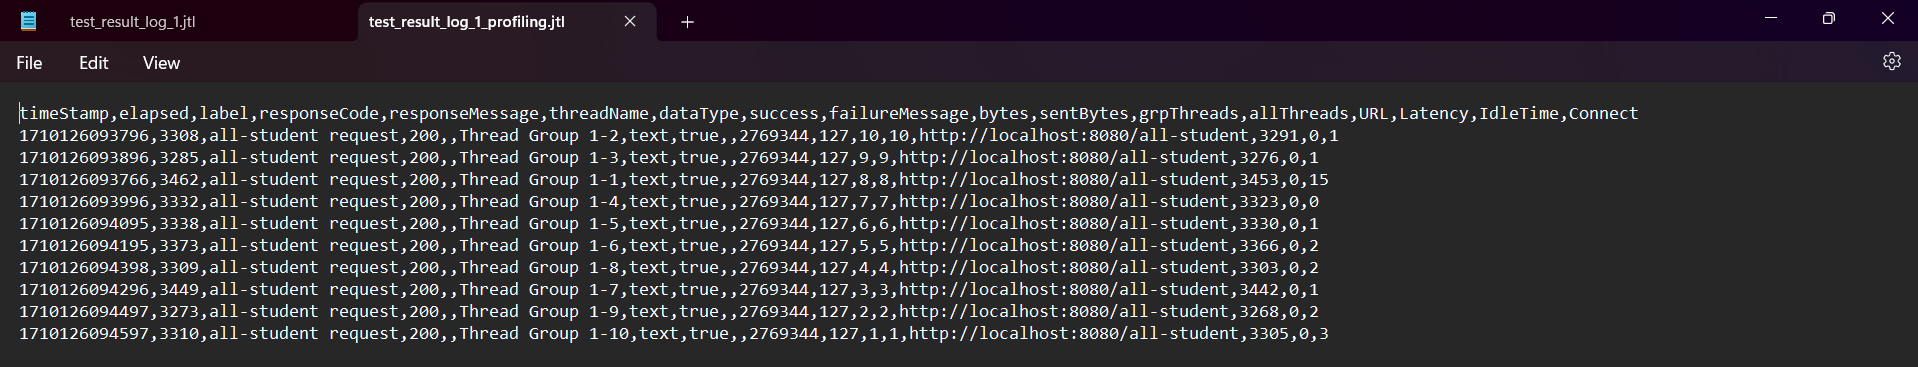 test_result_log_1.jtl
test_result_log_1_profiling.jtl
File Edit View
timeStamp,elapsed,label,responseCode,responseMessage,threadName,dataType,success,failureMessage,bytes,sentBytes,grpThreads,allThreads,URL,Latency,IdleTime,Connect
1710126093796,3308,all-student request,200,,Thread Group 1-2,text,true,,2769344,127,10,10,http://localhost:8080/all-student,3291,0,1
1710126093896,3285,all-student request,200,,Thread Group 1-3,text,true,,2769344,127,9,9,http://localhost:8080/all-student,3276,0,1
1710126093766,3462,all-student request,200,,Thread Group 1-1,text,true,,2769344,127,8,8,http://localhost:8080/all-student,3453,0,15
1710126093996,3332,all-student request,200,,Thread Group 1-4,text,true,,2769344,127,7,7,http://localhost:8080/all-student,3323,0,0
1710126094095,3338,all-student request,200,,Thread Group 1-5,text,true,,2769344,127,6,6,http://localhost:8080/all-student,3330,0,1
1710126094195,3373,all-student request,200,,Thread Group 1-6,text,true,,2769344,127,5,5,http://localhost:8080/all-student,3366,0,2
1710126094398,3309,all-student request,200,,Thread Group 1-8,text,true,,2769344,127,4,4,http://localhost:8080/all-student,3303,0,2
1710126094296,3449,all-student request,200,,Thread Group 1-7,text,true,,2769344,127,3,3,http://localhost:8080/all-student,3442,0,1
1710126094497,3273,all-student request,200,,Thread Group 1-9,text,true,,2769344,127,2,2,http://localhost:8080/all-student,3268,0,2
1710126094597,3310,all-student request,200,,Thread Group 1-10,text,true,,2769344,127,1,1,http://localhost:8080/all-student,3305,0,3